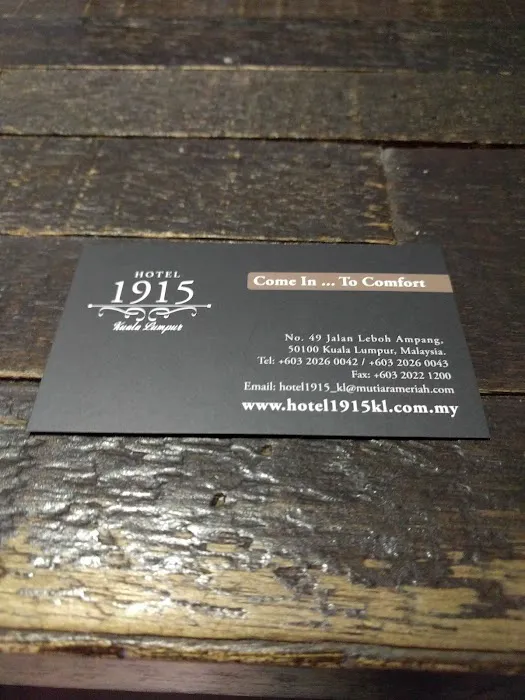 HOTEL
1915
Kuala Lumpur
Come In ... To Comfort
No. 49 Jalan Leboh Ampang,
50100 Kuala Lumpur, Malaysia.
Tel: +603 2026 0042 / +603 2026 0043
Fax: +603 2022 1200
Email: hotel1915_kl@mutiarameriah.com
www.hotel1915kl.com.my